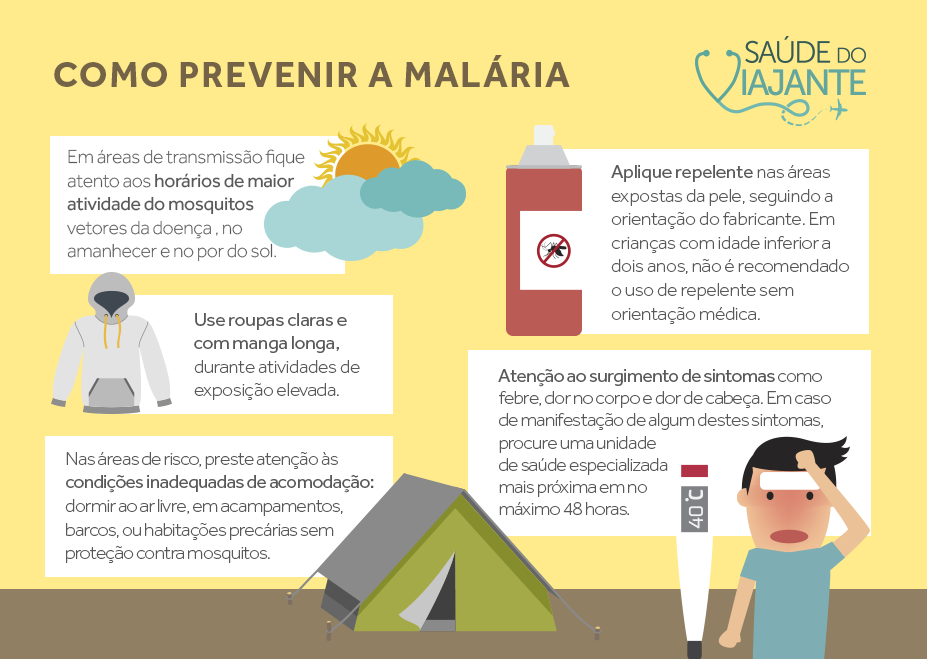 COMO PREVENIR A MALÁRIA
SAÚDE DO
VIAJANTE
Em áreas de transmissão fique
atento aos horários de maior
atividade do mosquitos
vetores da doença , no
amanhecer e no por do sol.
Aplique repelente nas áreas
expostas da pele, seguindo a
orientação do fabricante. Em
crianças com idade inferior a
dois anos, não é recomendado
o uso de repelente sem
orientação médica.
Use roupas claras e
com manga longa,
durante atividades de
exposição elevada.
Atenção ao surgimento de sintomas como
febre, dor no corpo e dor de cabeça. Em caso
de manifestação de algum destes sintomas,
procure uma unidade
de saúde especializada
mais próxima em no
máximo 48 horas.
Nas áreas de risco, preste atenção às
condições inadequadas de acomodação:
dormir ao ar livre, em acampamentos,
barcos, ou habitações precárias sem
proteção contra mosquitos.
40°C